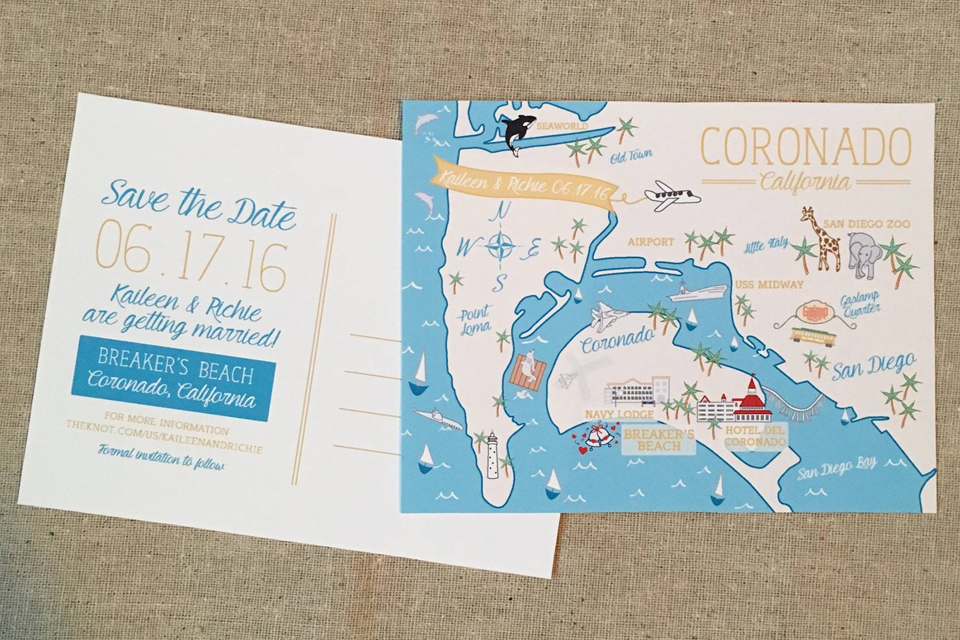 Save the Date
06.17.16
Kaileen & Richie
are getting married!
BREAKER'S BEACH
Coronado, California
FOR MORE INFORMATION
THEKNOT.COM/US/KAILEENANDRICHIE
Formal invitation to follow
CORONADO
California
SEAWORLD
Old Town
Kaileen & Richie 06.17.16
N
W E
S
AIRPORT
Little Italy
SAN DIEGO ZOO
USS MIDWAY
Gaslamp
Quarter
Point
Loma
Coronado
San Diego
NAVY LODGE
BREAKER'S
BEACH
HOTEL DEL
CORONADO
San Diego Bay